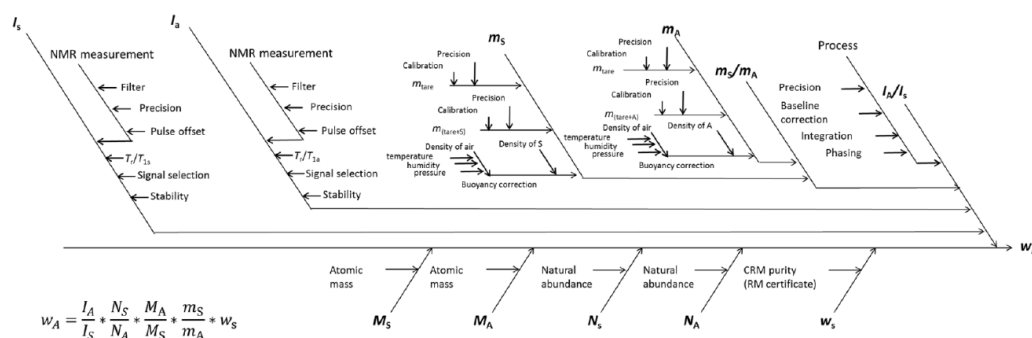 Is
Ia
NMR measurement
Filter
Precision
Pulse offset
Tr/T1s
Signal selection
Stability
NMR measurement
Filter
Precision
Pulse offset
Tr/T1a
Signal selection
Stability
mS
Precision
Calibration
mtare
Precision
Calibration
m(tare+S)
Density of air
Density of S
temperature
humidity
pressure
Buoyancy correction
mA
Precision
Calibration
mtare
Precision
Calibration
m(tare+A)
Density of air
Density of A
temperature
humidity
pressure
Buoyancy correction
mS/mA
Process
Precision
Baseline
correction
Integration
Phasing
IA/Is
w
Atomic
mass
MS
Atomic
mass
MA
Natural
abundance
Ns
Natural
abundance
NA
CRM purity
(RM certificate)
ws
wA = IA/IS * NS/NA * MA/MS * mS/mA * ws